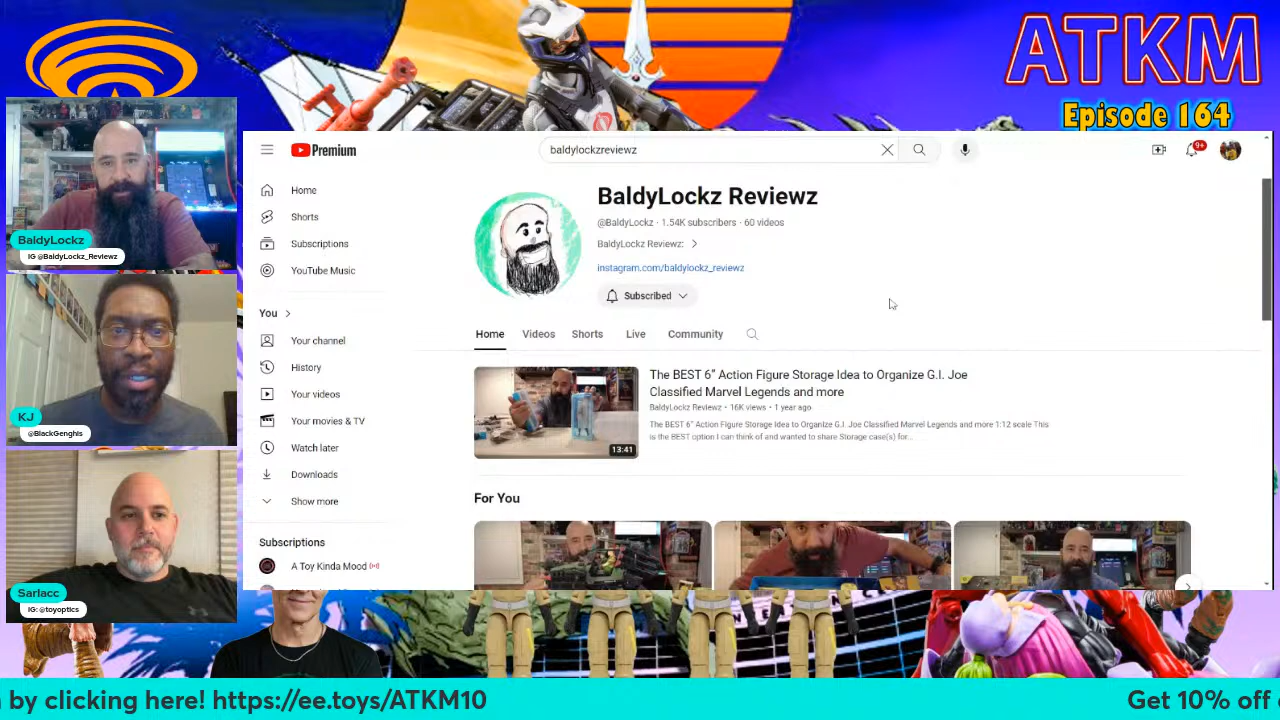 ATKM
Episode 164
BaldyLockz
IG @BaldyLockz_Reviewz
KJ
@BlackGenghis
Sarlacc
IG: @toyoptics
Premium
baldylockzreviewz
9+
Home
Shorts
Subscriptions
YouTube Music
You
Your channel
History
Your videos
Your movies & TV
Watch later
Downloads
Show more
Subscriptions
A Toy Kinda Mood
BaldyLockz Reviewz
@BaldyLockz · 1.54K subscribers · 60 videos
BaldyLockz Reviewz:
instagram.com/baldylockz_reviewz
Subscribed
Home Videos Shorts Live Community
13:41
The BEST 6" Action Figure Storage Idea to Organize G.I. Joe
Classified Marvel Legends and more
BaldyLockz Reviewz • 16K views • 1 year ago
The BEST 6" Action Figure Storage Idea to Organize G.I. Joe Classified Marvel Legends and more 1:12 scale This
is the BEST option I can think of and wanted to share Storage case(s) for...
For You
by clicking here! https://ee.toys/ATKM10
Get 10% off